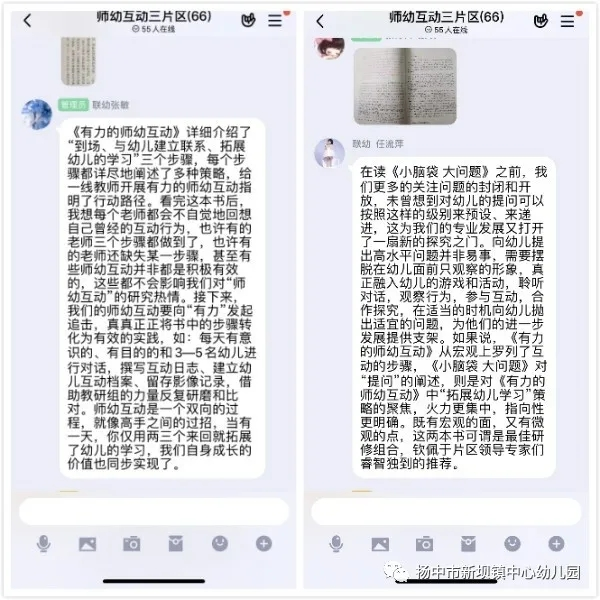 师幼互动三片区(66)
55人在线
管理员 联幼张敏
《有力的师幼互动》详细介绍了
“到场、与幼儿建立联系、拓展
幼儿的学习”三个步骤，每个步
骤都详尽地阐述了多种策略，给
一线教师开展有力的师幼互动指
明了行动路径。看完这本书后，
我想每个老师都会不自觉地回想
自己曾经的互动行为，也许有的
老师三个步骤都做到了，也许有
的老师还缺失某一步骤，甚至有
些师幼互动并非都是积极有效
的，这些都不会影响我们对“师
幼互动”的研究热情。接下来，
我们的师幼互动要向“有力”发起
追击，真真正正将书中的步骤转
化为有效的实践，如：每天有意
识的、有目的的和3—5名幼儿进
行对话，撰写互动日志、建立幼
儿互动档案、留存影像记录，借
助教研组的力量反复研磨和比
对。师幼互动是一个双向的过
程，就像高手之间的过招，当有
一天，你仅用两三个来回就拓展
了幼儿的学习，我们自身成长的
价值也同步实现了。
师幼互动三片区(66)
55人在线
联幼 任流萍
在读《小脑袋 大问题》之前，我
们更多的关注问题的封闭和开
放，未曾想到对幼儿的提问可以
按照这样的级别来预设、来递
进，这为我们的专业发展又打开
了一扇新的探究之门。向幼儿提
出高水平问题并非易事，需要摆
脱在幼儿面前只观察的形象，真
正融入幼儿的游戏和活动，聆听
对话，观察行为，参与互动，合
作探究，在适当的时机向幼儿抛
出适宜的问题，为他们的进一步
发展提供支架。如果说，《有力
的师幼互动》从宏观上罗列了互
动的步骤，《小脑袋 大问题》对
“提问”的阐述，则是对《有力的
师幼互动》中“拓展幼儿学习”策
略的聚焦，火力更集中，指向性
更明确。既有宏观的面，又有微
观的点，这两本书可谓是最佳研
修组合，钦佩于片区领导专家们
睿智独到的推荐。
扬中市新坝镇中心幼儿园